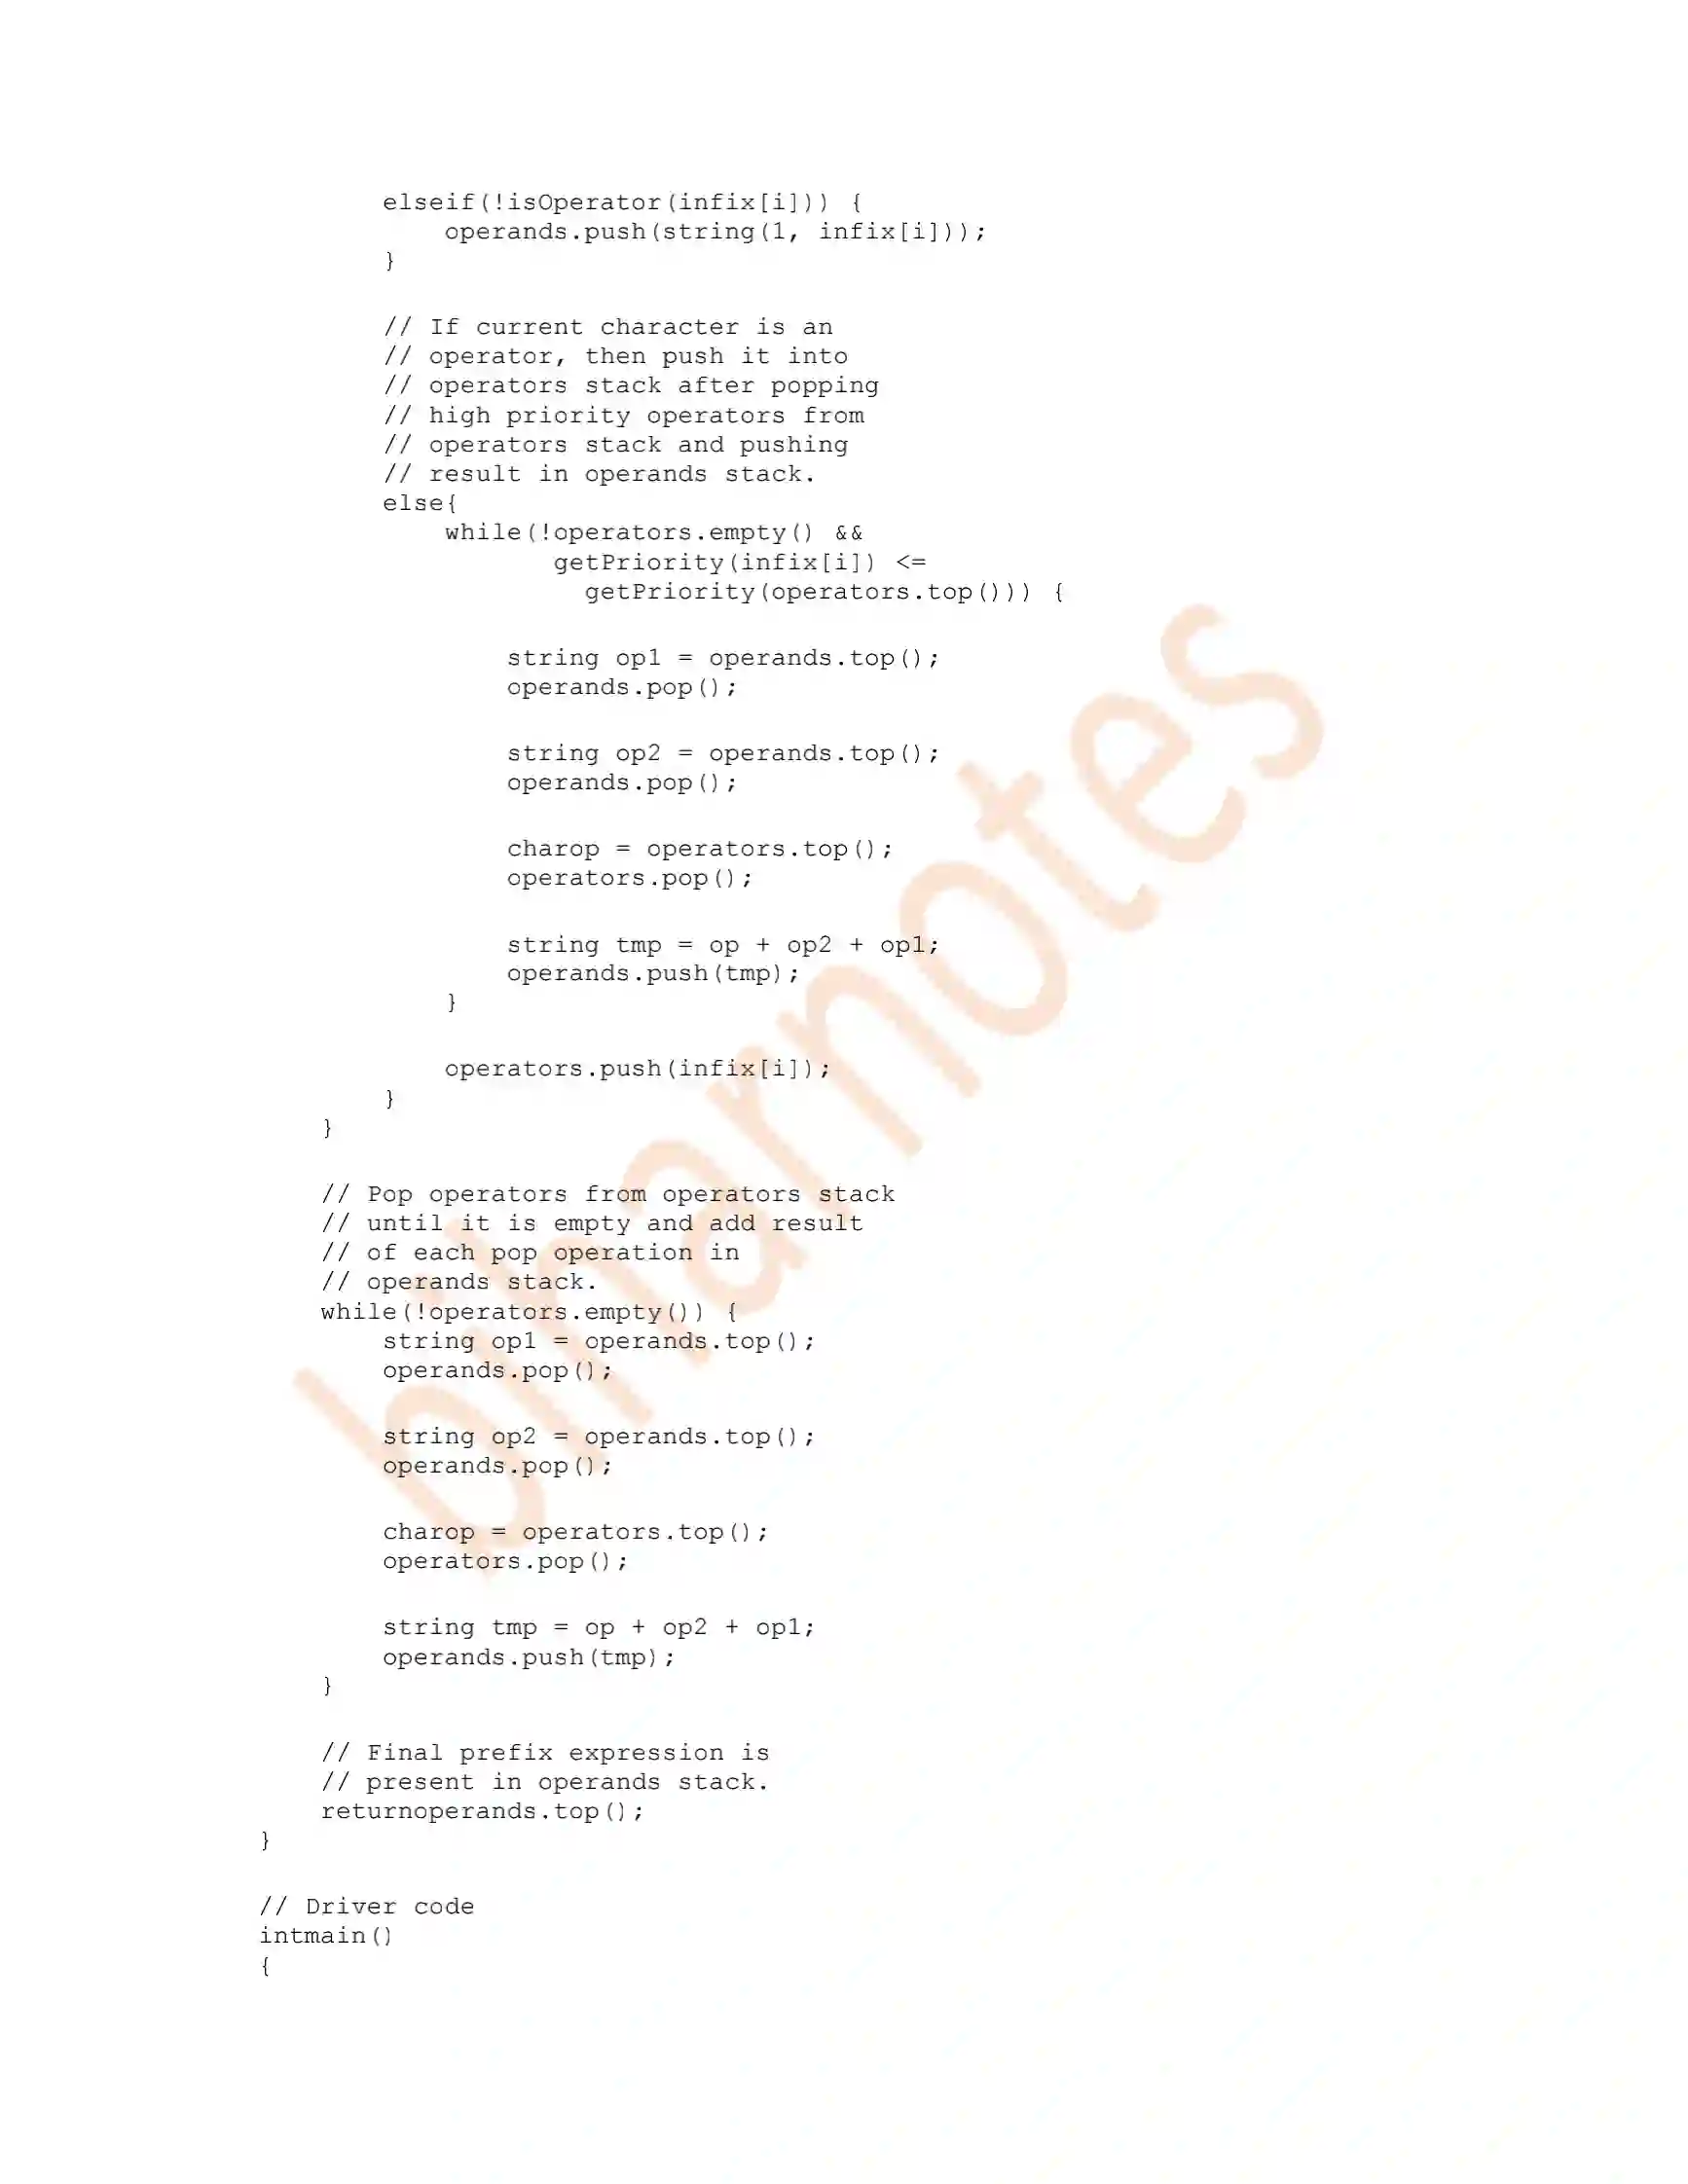 elseif(!isOperator(infix[i])) {
operands.push(string(1, infix[i]));
}
// If current character is an
// operator, then push it into
// operators stack after popping
// high priority operators from
// operators stack and pushing
// result in operands stack.
else{
while(!operators.empty() &&
getPriority(infix[i]) <=
getPriority(operators.top())) {
string op1 = operands.top();
operands.pop();
string op2 = operands.top();
operands.pop();
charop = operators.top();
operators.pop();
string tmp = op + op2 + op1;
operands.push(tmp);
}
operators.push(infix[i]);
}
}
// Pop operators from operators stack
// until it is empty and add result
// of each pop operation in
// operands stack.
while(!operators.empty()) {
string op1 = operands.top();
operands.pop();
string op2 = operands.top();
operands.pop();
charop = operators.top();
operators.pop();
string tmp = op + op2 + op1;
operands.push(tmp);
}
// Final prefix expression is
// present in operands stack.
returnoperands.top();
}
// Driver code
intmain()
{
biharnotes